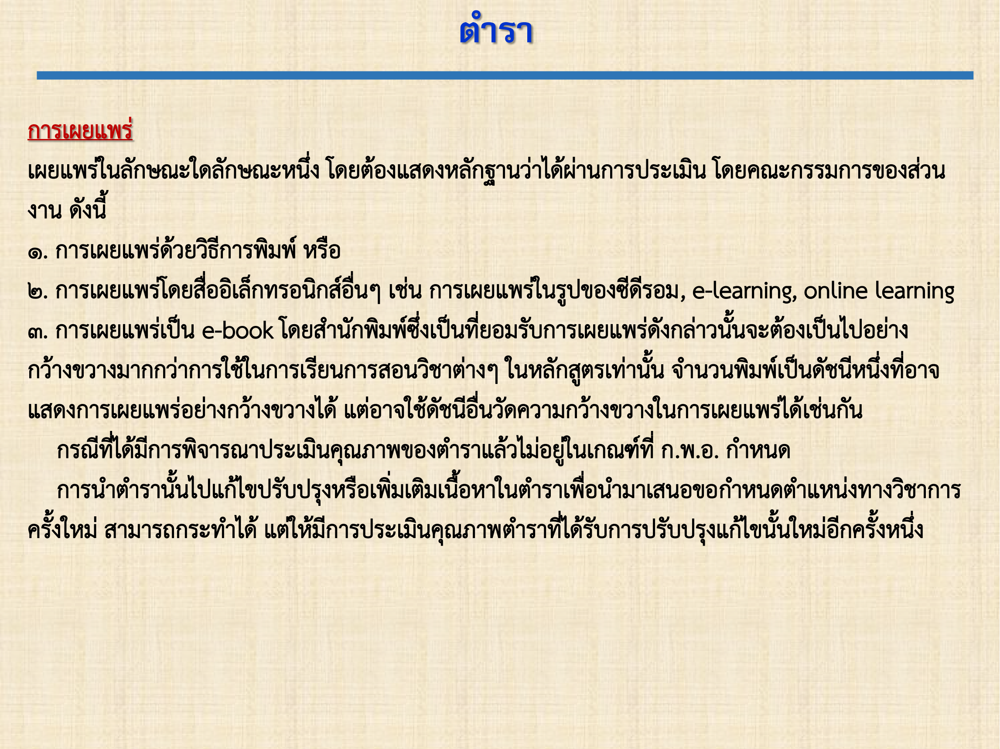 ตำรา
การเผยแพร่
เผยแพร่ในลักษณะใดลักษณะหนึ่ง โดยต้องแสดงหลักฐานว่าได้ผ่านการประเมิน โดยคณะกรรมการของส่วน
งาน ดังนี้
๑. การเผยแพร่ด้วยวิธีการพิมพ์ หรือ
๒. การเผยแพร่โดยสื่ออิเล็กทรอนิกส์อื่นๆ เช่น การเผยแพร่ในรูปของซีดีรอม, e-learning, online learning
๓. การเผยแพร่เป็น e-book โดยสำนักพิมพ์ซึ่งเป็นที่ยอมรับการเผยแพร่ดังกล่าวนั้นจะต้องเป็นไปอย่าง
กว้างขวางมากกว่าการใช้ในการเรียนการสอนวิชาต่างๆ ในหลักสูตรเท่านั้น จำนวนพิมพ์เป็นดัชนีหนึ่งที่อาจ
แสดงการเผยแพร่อย่างกว้างขวางได้ แต่อาจใช้ดัชนีอื่นวัดความกว้างขวางในการเผยแพร่ได้เช่นกัน
กรณีที่ได้มีการพิจารณาประเมินคุณภาพของตำราแล้วไม่อยู่ในเกณฑ์ที่ ก.พ.อ. กำหนด
การนำตำรานั้นไปแก้ไขปรับปรุงหรือเพิ่มเติมเนื้อหาในตำราเพื่อนำมาเสนอขอกำหนดตำแหน่งทางวิชาการ
ครั้งใหม่ สามารถกระทำได้ แต่ให้มีการประเมินคุณภาพตำราที่ได้รับการปรับปรุงแก้ไขนั้นใหม่อีกครั้งหนึ่ง